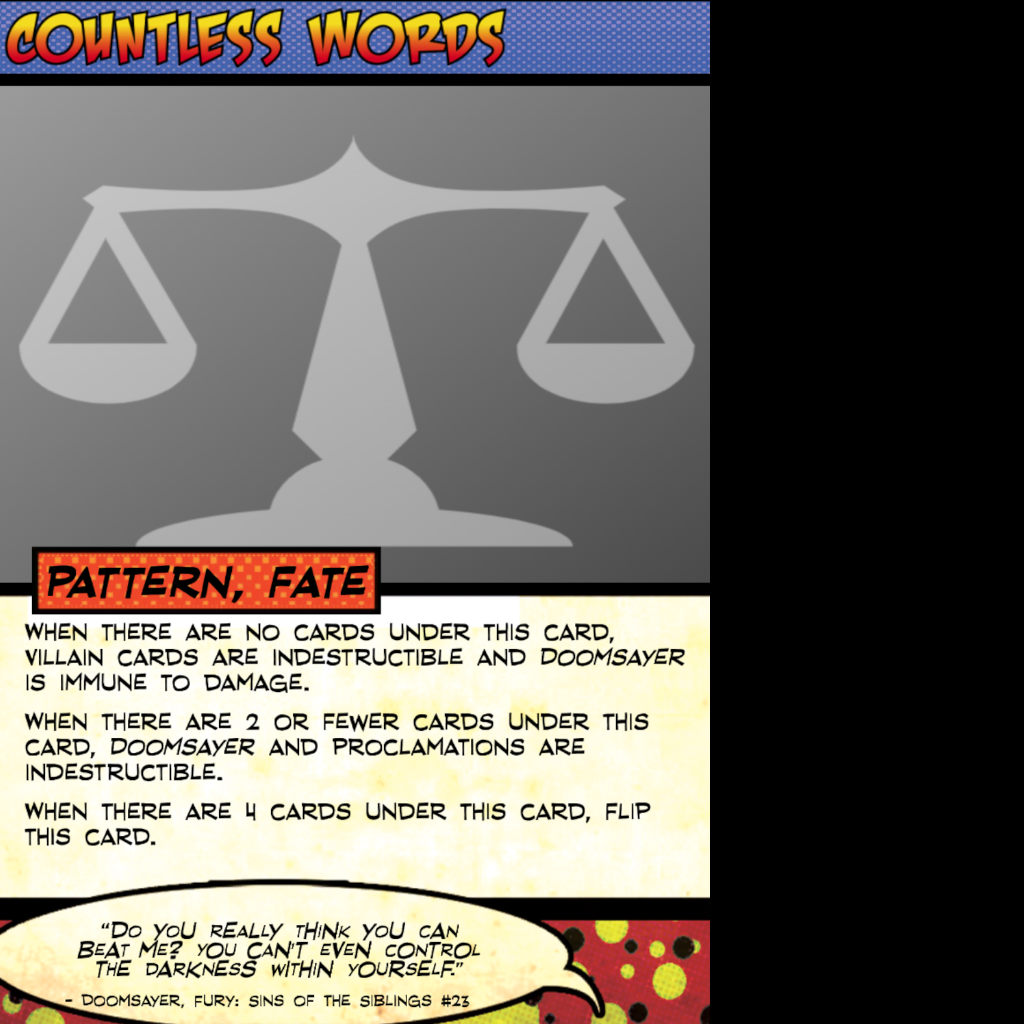 COUNTLESS WORDS
PATTERN, FATE
WHEN THERE ARE NO CARDS UNDER THIS CARD,
VILLAIN CARDS ARE INDESTRUCTIBLE AND DOOMSAYER
IS IMMUNE TO DAMAGE.
WHEN THERE ARE 2 OR FEWER CARDS UNDER THIS
CARD, DOOMSAYER AND PROCLAMATIONS ARE
INDESTRUCTIBLE.
WHEN THERE ARE 4 CARDS UNDER THIS CARD, FLIP
THIS CARD.
"DO YOU REALLY THINK YOU CAN
BEAT ME? YOU CAN'T EVEN CONTROL
THE DARKNESS WITHIN YOURSELF."
- DOOMSAYER, FURY: SINS OF THE SIBLINGS #23